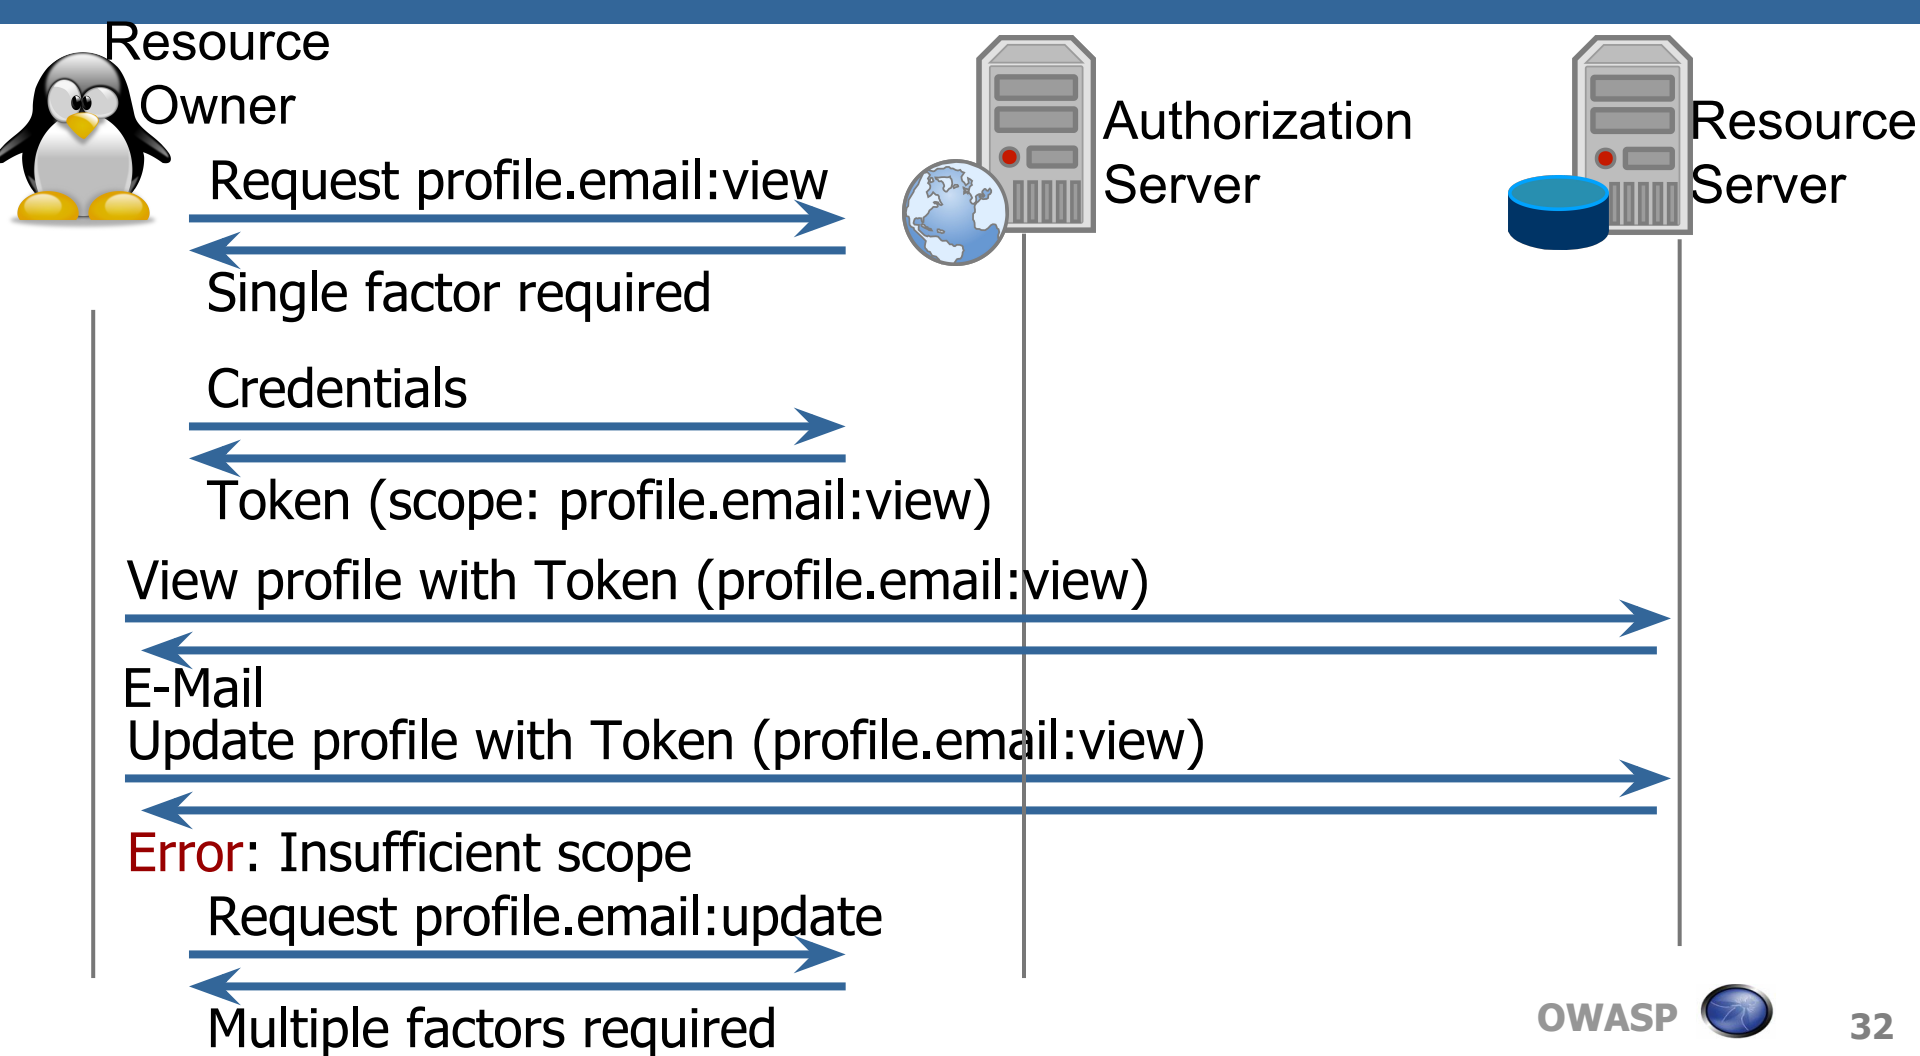 Resource
Owner
Authorization
Server
Resource
Server
Request profile.email:view
Single factor required
Credentials
Token (scope: profile.email:view)
View profile with Token (profile.email:view)
E-Mail
Update profile with Token (profile.email:view)
Error: Insufficient scope
Request profile.email:update
Multiple factors required
OWASP
32